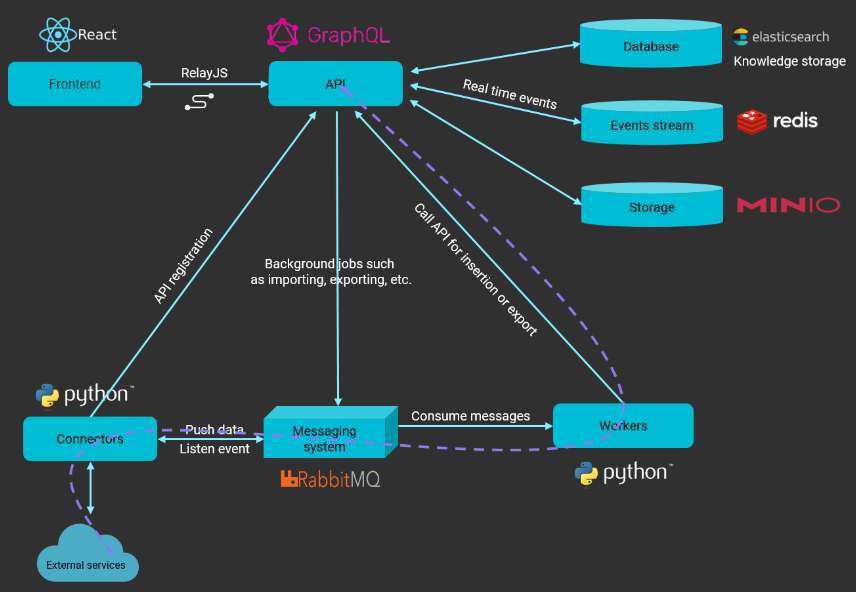 React
GraphQL
elasticsearch
Knowledge storage
Database
Frontend
RelayJS
API
Real time events
Events stream
redis
Storage
MINIO
API registration
Call API for insertion or export
Background jobs such
as importing, exporting, etc.
python™
Connectors
Push data
Listen event
Messaging
system
RabbitMQ
Consume messages
Workers
python™
External services